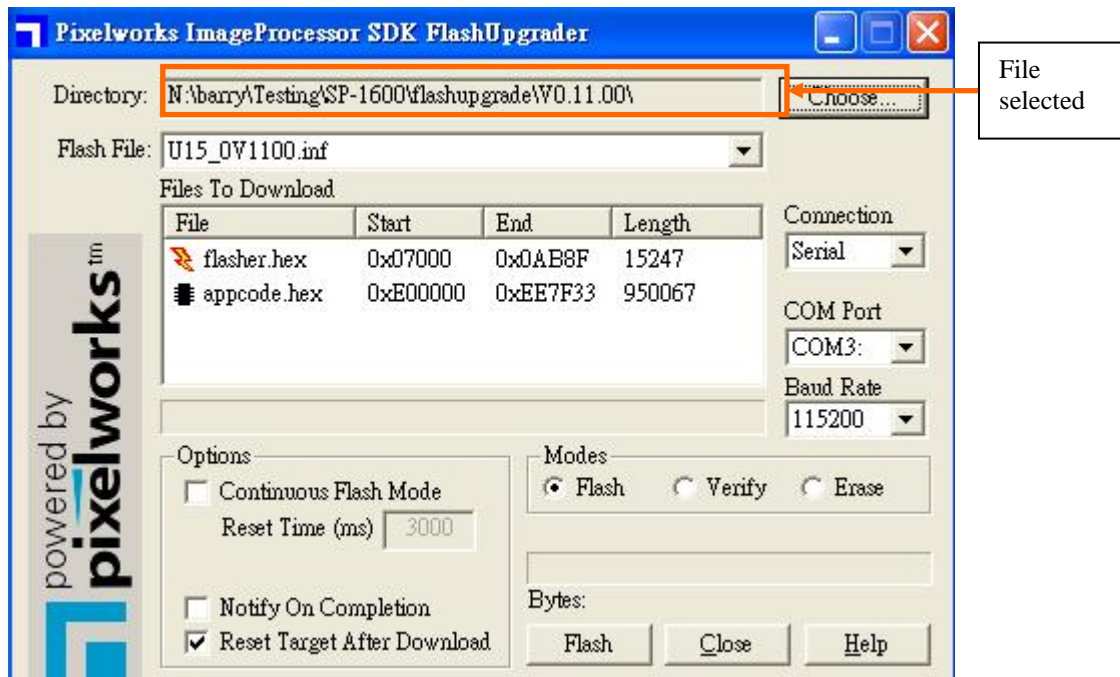 Pixelworks ImageProcessor SDK FlashUpgrader
File
selected
Directory: N:\barry\Testing\SP-1600\flashupgrade\V0.11.00\ Choose...
Flash File: U15_0V1100.inf
Files To Download
File Start End Length
flasher.hex 0x07000 0x0AB8F 15247
appcode.hex 0xE00000 0xEE7F33 950067
Connection
Serial
COM Port
COM3:
Baud Rate
115200
powered by
pixelworks tm
Options
Continuous Flash Mode
Reset Time (ms) 3000
Notify On Completion
Reset Target After Download
Modes
Flash Verify Erase
Bytes:
Flash Close Help